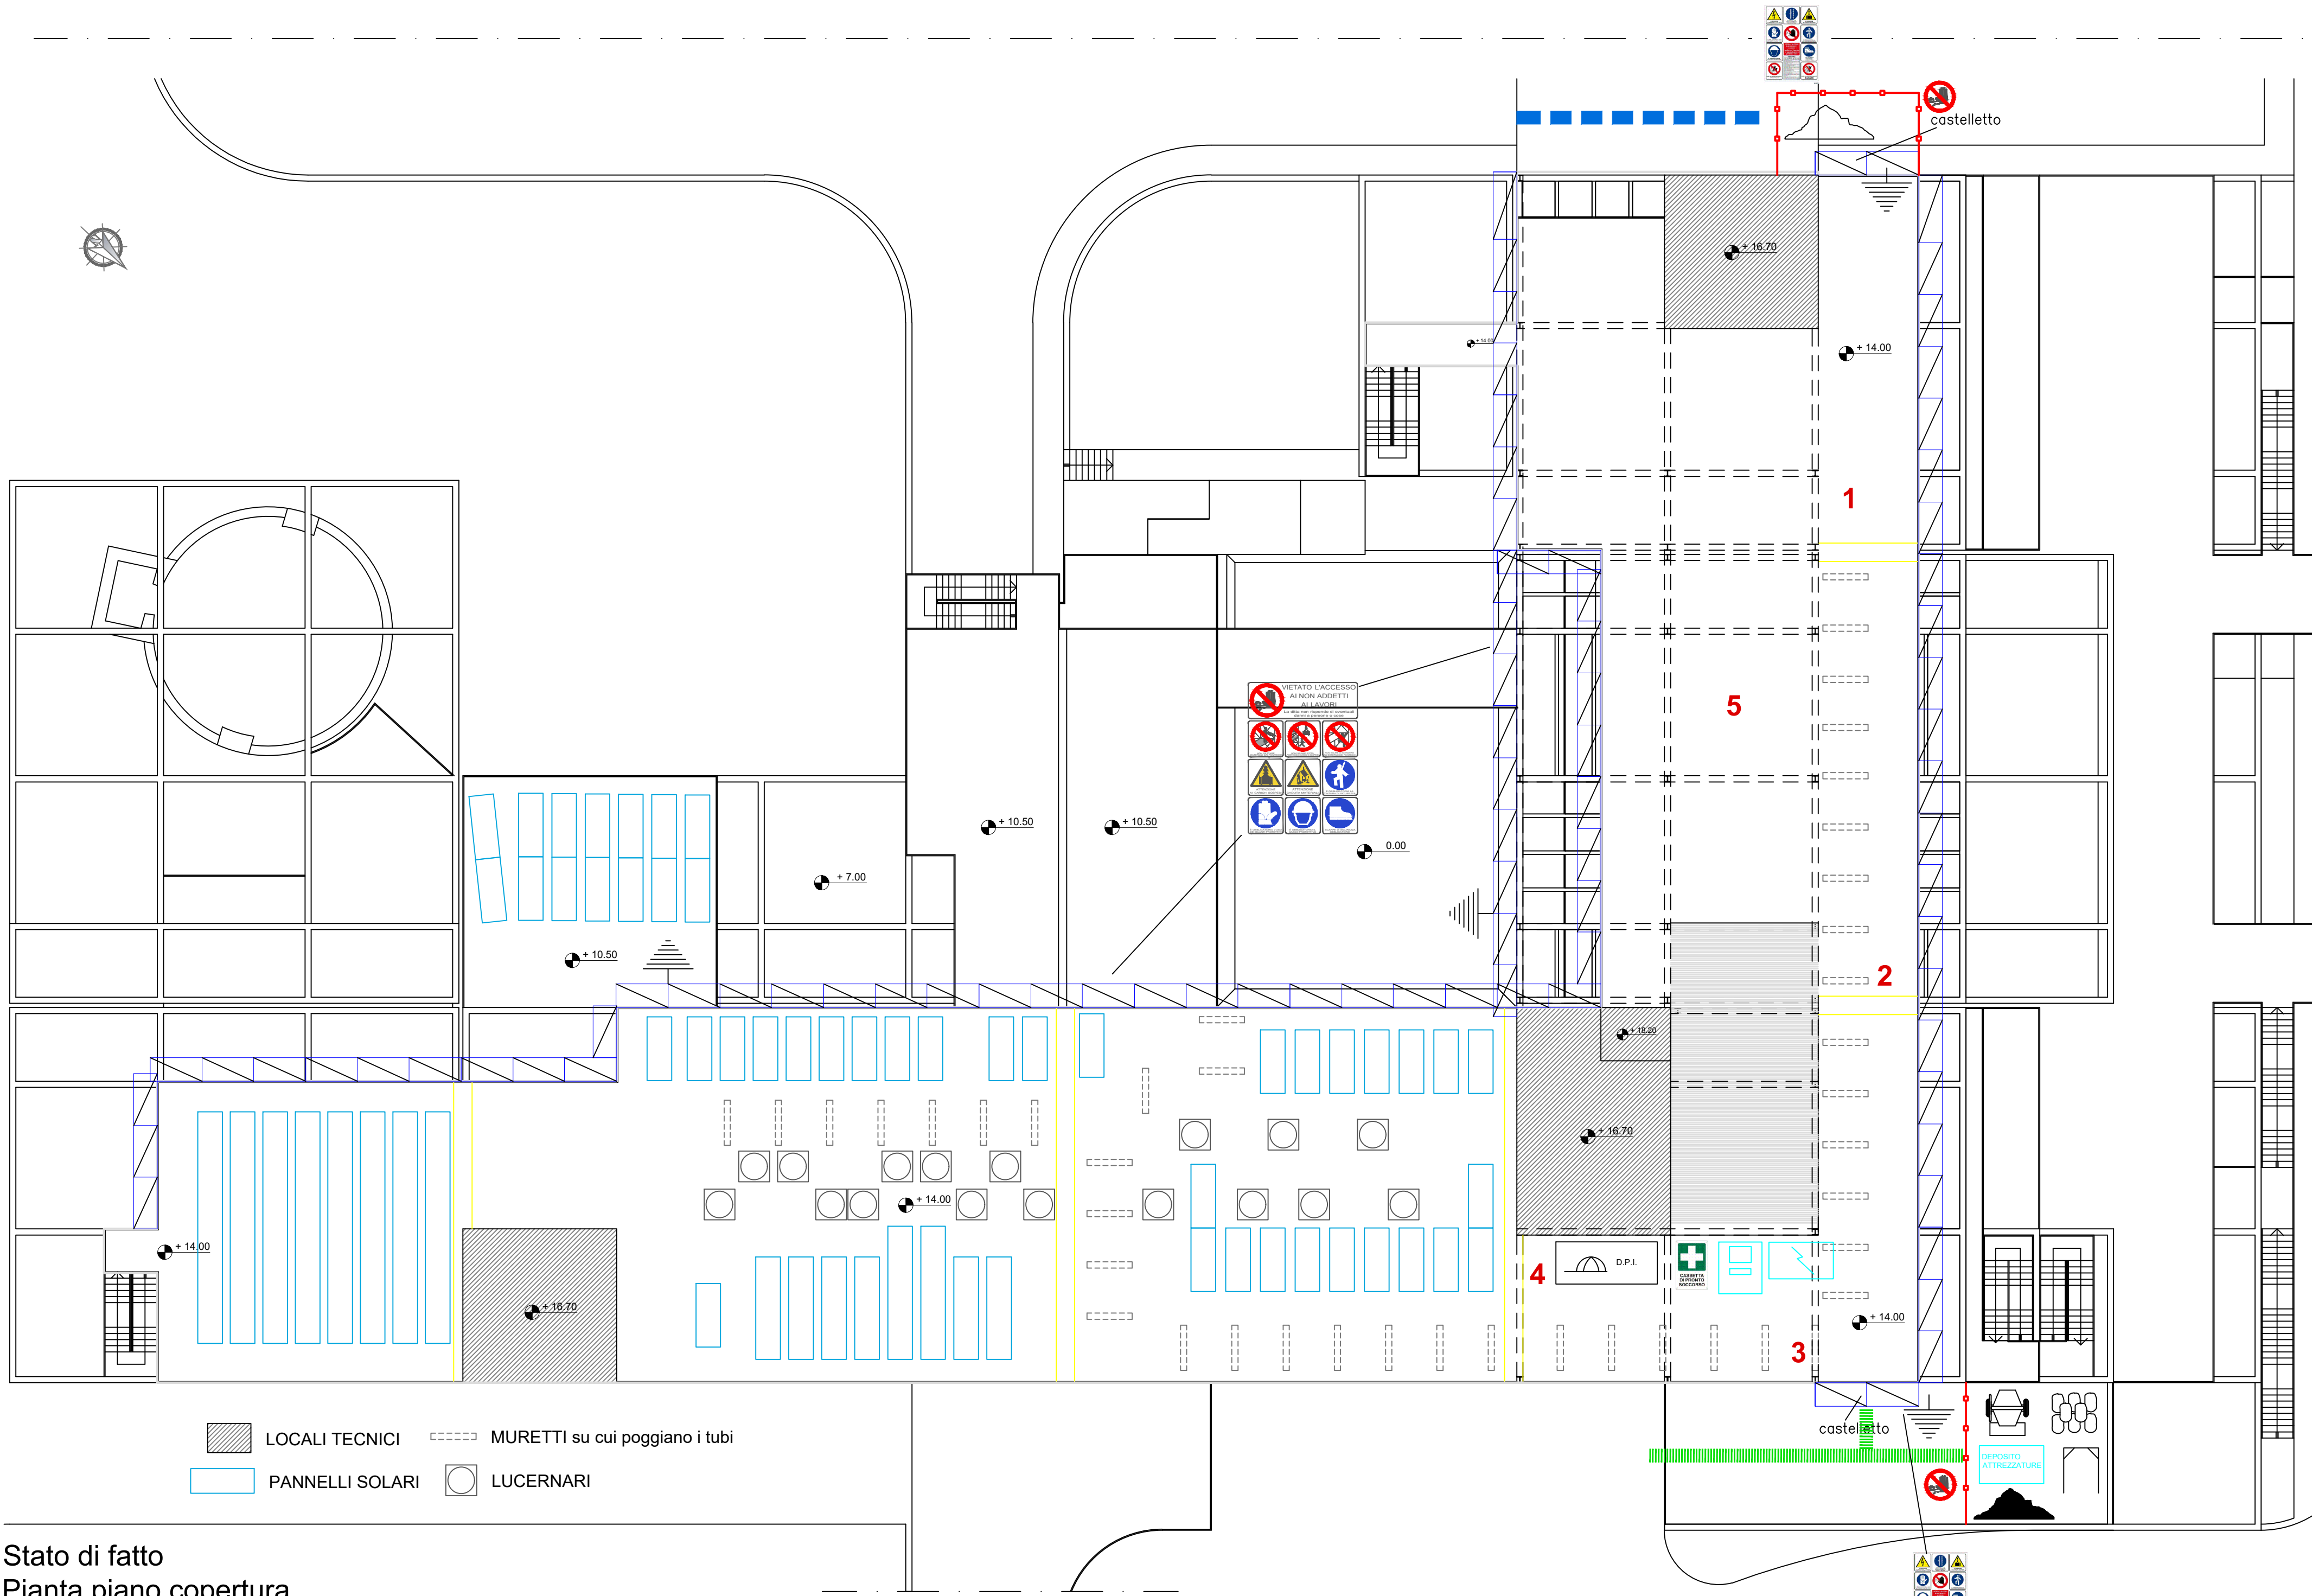 castelletto
+ 16.70
+ 14.00
+ 14.00
1
5
VIETATO L'ACCESSO
AI NON ADDETTI
AI LAVORI
+ 10.50
+ 10.50
0.00
+ 7.00
+ 10.50
2
+ 18.20
+ 16.70
+ 14.00
+ 14.00
+ 16.70
4
D.P.I.
CASSETTA
DI PRONTO
SOCCORSO
+ 14.00
3
castelletto
DEPOSITO
ATTREZZATURE
LOCALI TECNICI
MURETTI su cui poggiano i tubi
PANNELLI SOLARI
LUCERNARI
Stato di fatto
Pianta piano copertura